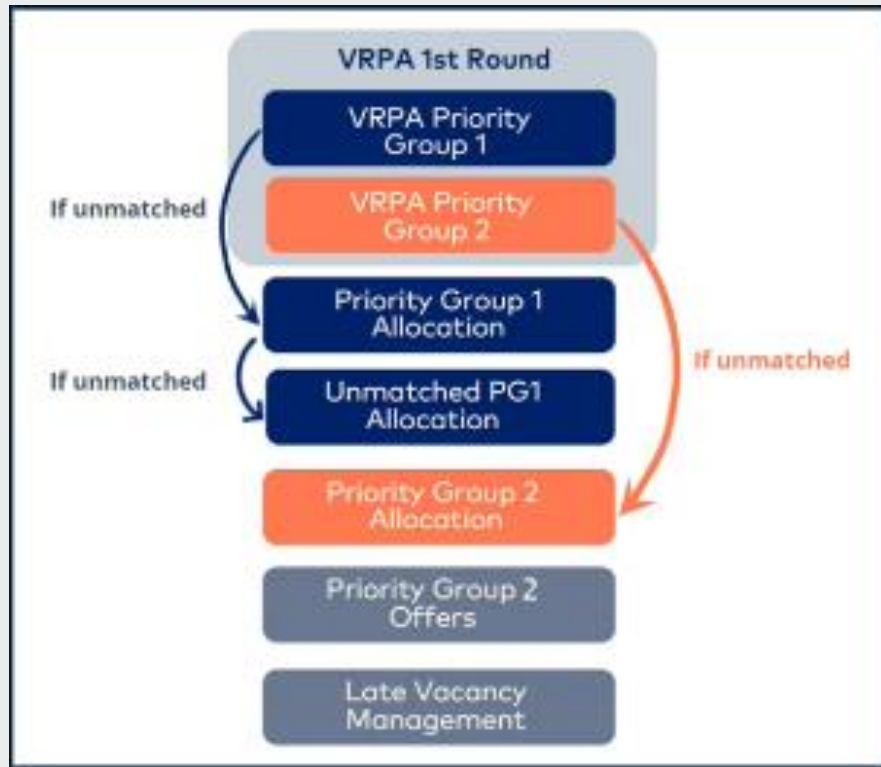 VRPA 1st Round
VRPA Priority
Group 1
If unmatched
VRPA Priority
Group 2
Priority Group 1
Allocation
If unmatched
If unmatched
Unmatched PG1
Allocation
Priority Group 2
Allocation
Priority Group 2
Offers
Late Vacancy
Management